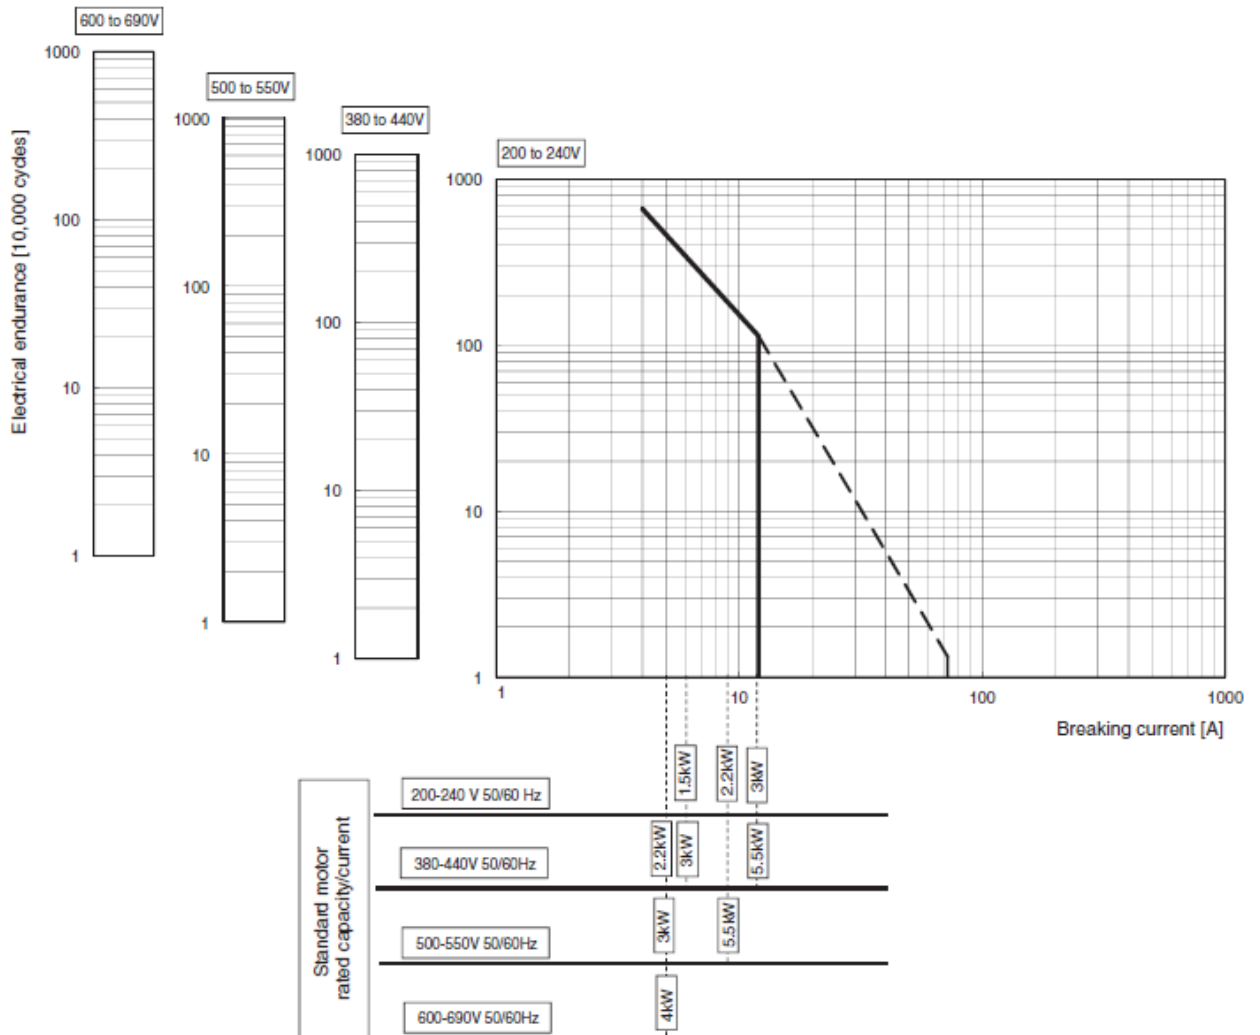 600 to 690V
500 to 550V
380 to 440V
200 to 240V
Electrical endurance [10,000 cycles]
1000
100
10
1
1000
100
10
1
1000
100
10
1
1000
100
10
1
1
10
100
1000
Breaking current [A]
Standard motor
rated capacity/current
200-240 V 50/60 Hz
1.5kW
2.2kW
3kW
380-440V 50/60Hz
2.2kW
3kW
5.5kW
500-550V 50/60Hz
3kW
5.5kW
600-690V 50/60Hz
4kW